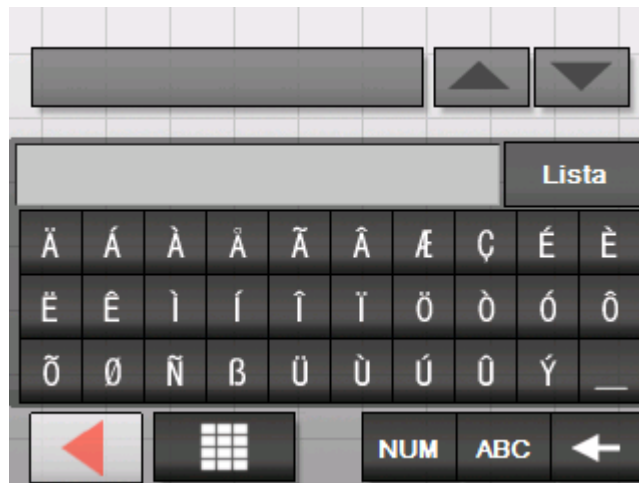 Lista
Ä Á À Å Ã Â Æ Ç É È
Ë Ê Ì Í Î Ï Ö Ò Ó Ô
Õ Ø Ñ ß Ü Ù Ú Û Ý _
NUM ABC